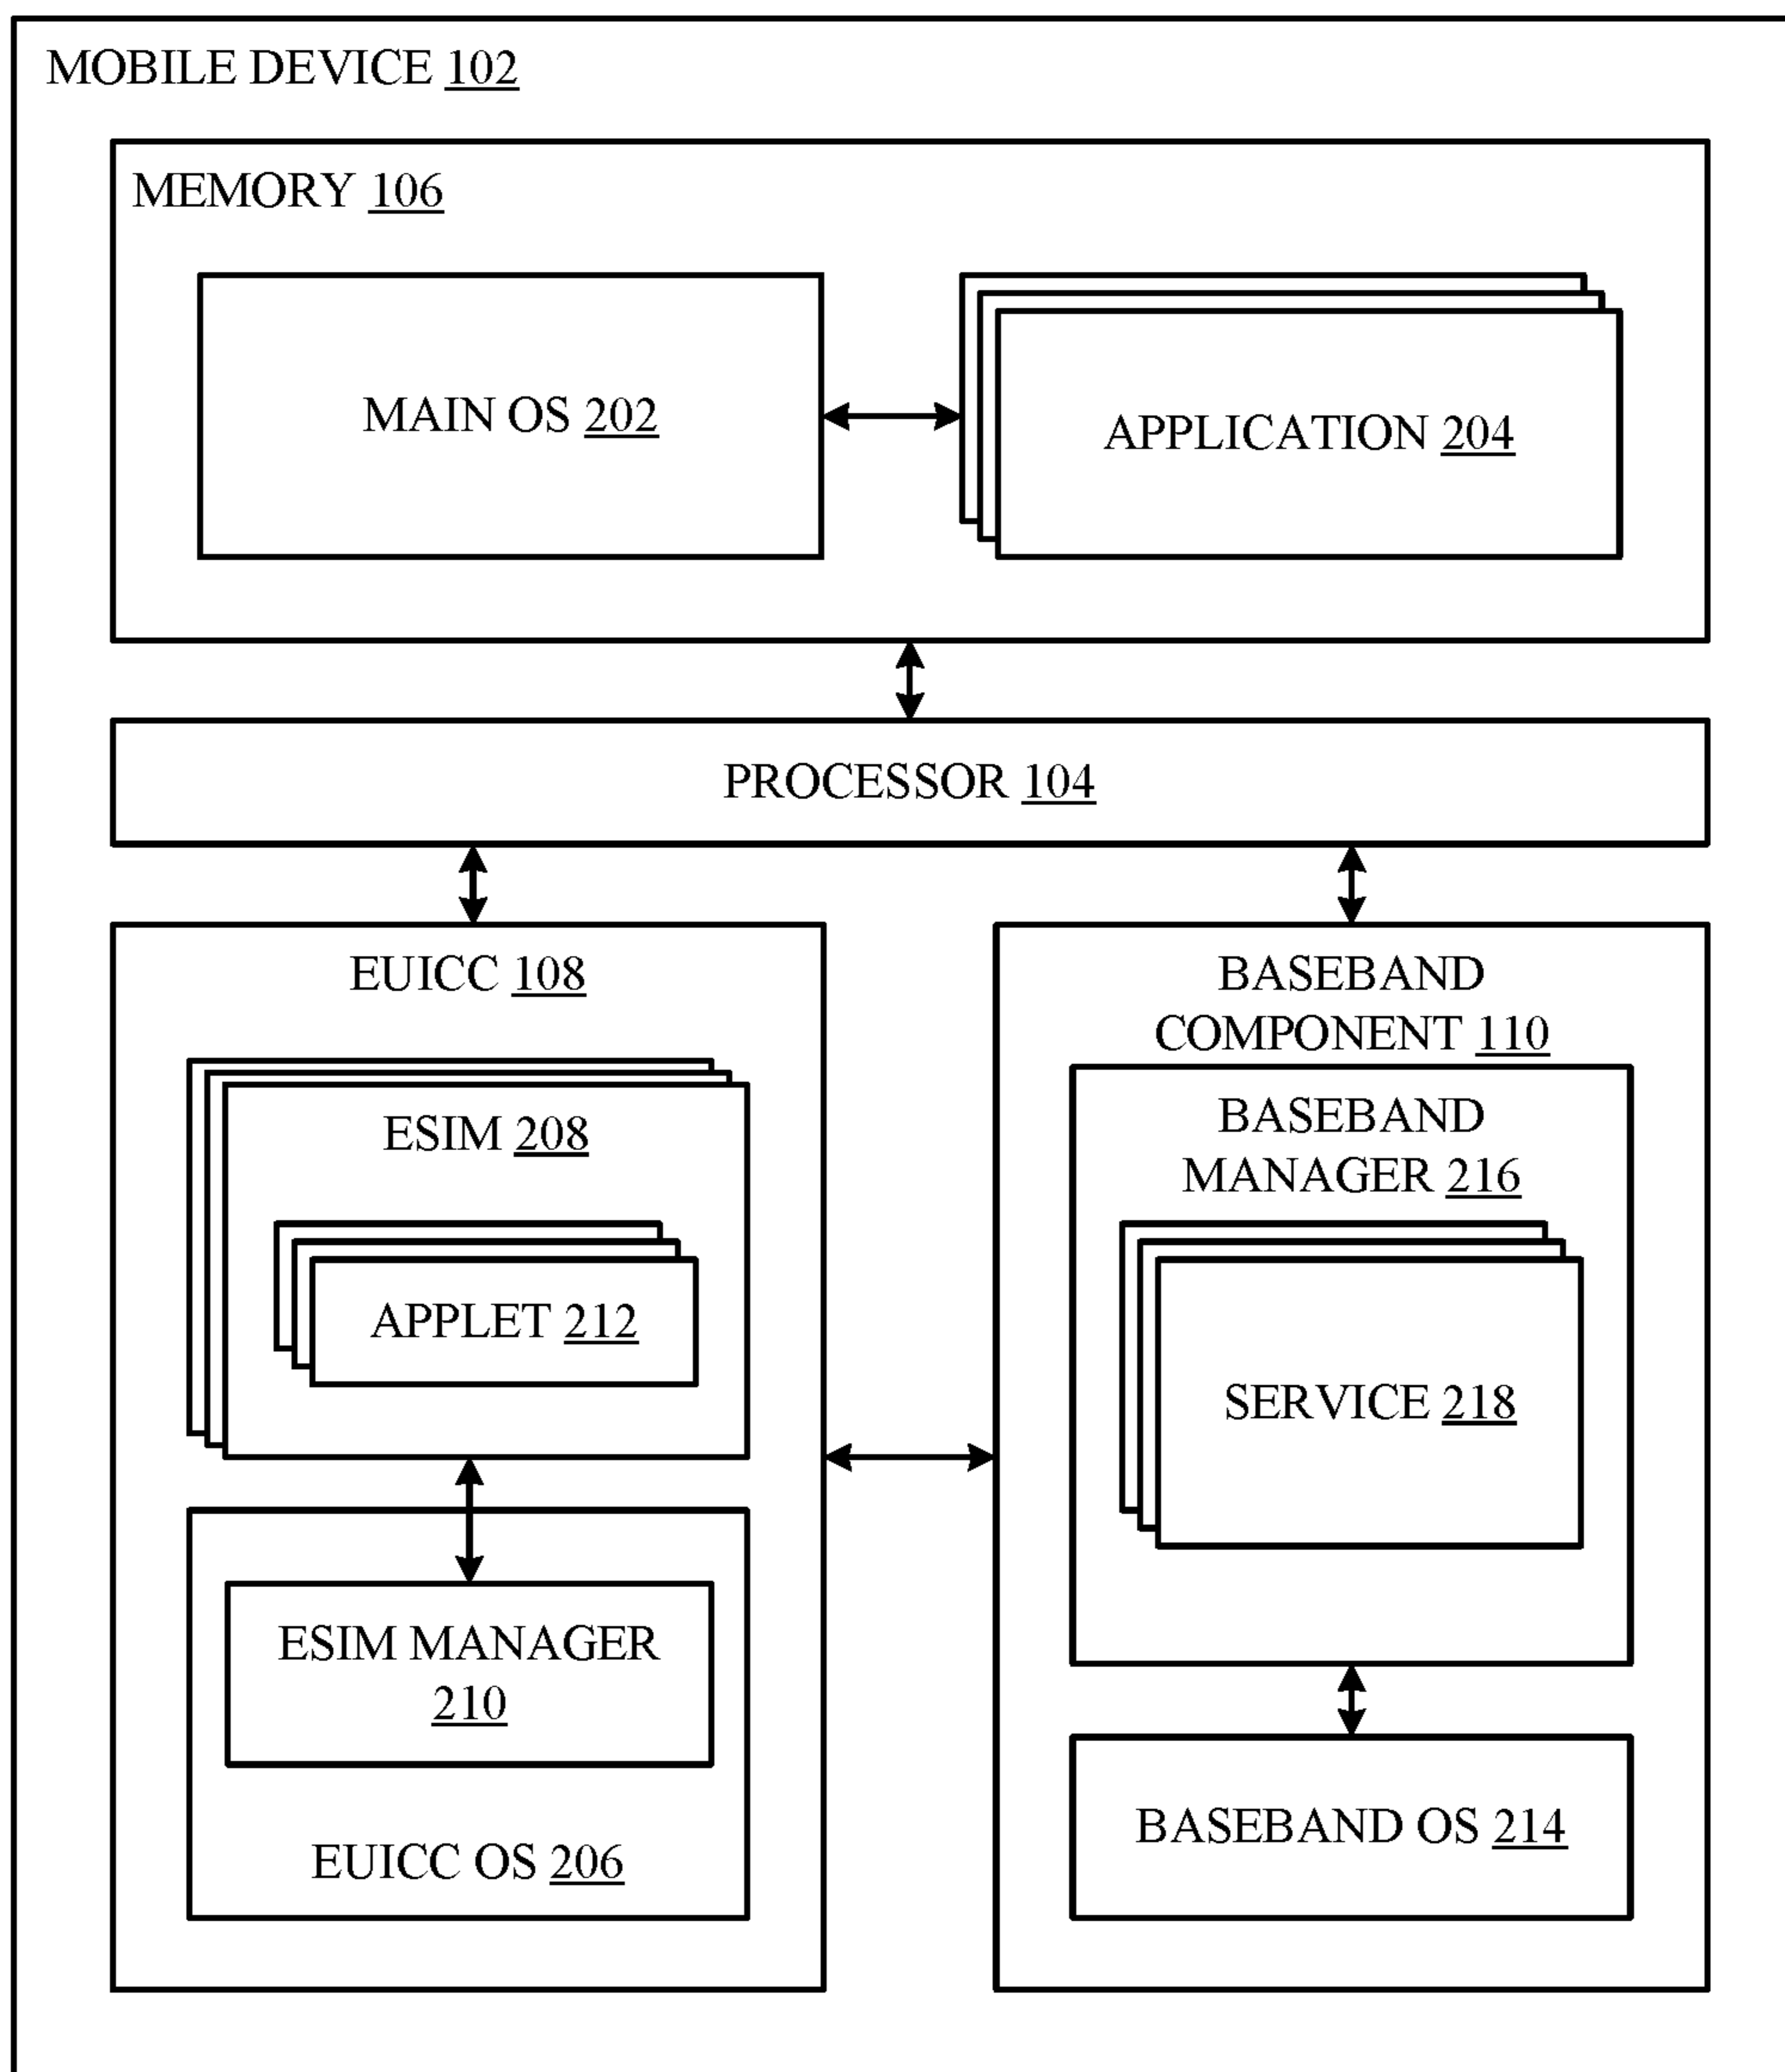 MOBILE DEVICE 102
MEMORY 106
MAIN OS 202
APPLICATION 204
PROCESSOR 104
EUICC 108
ESIM 208
APPLET 212
ESIM MANAGER
210
EUICC OS 206
BASEBAND
COMPONENT 110
BASEBAND
MANAGER 216
SERVICE 218
BASEBAND OS 214